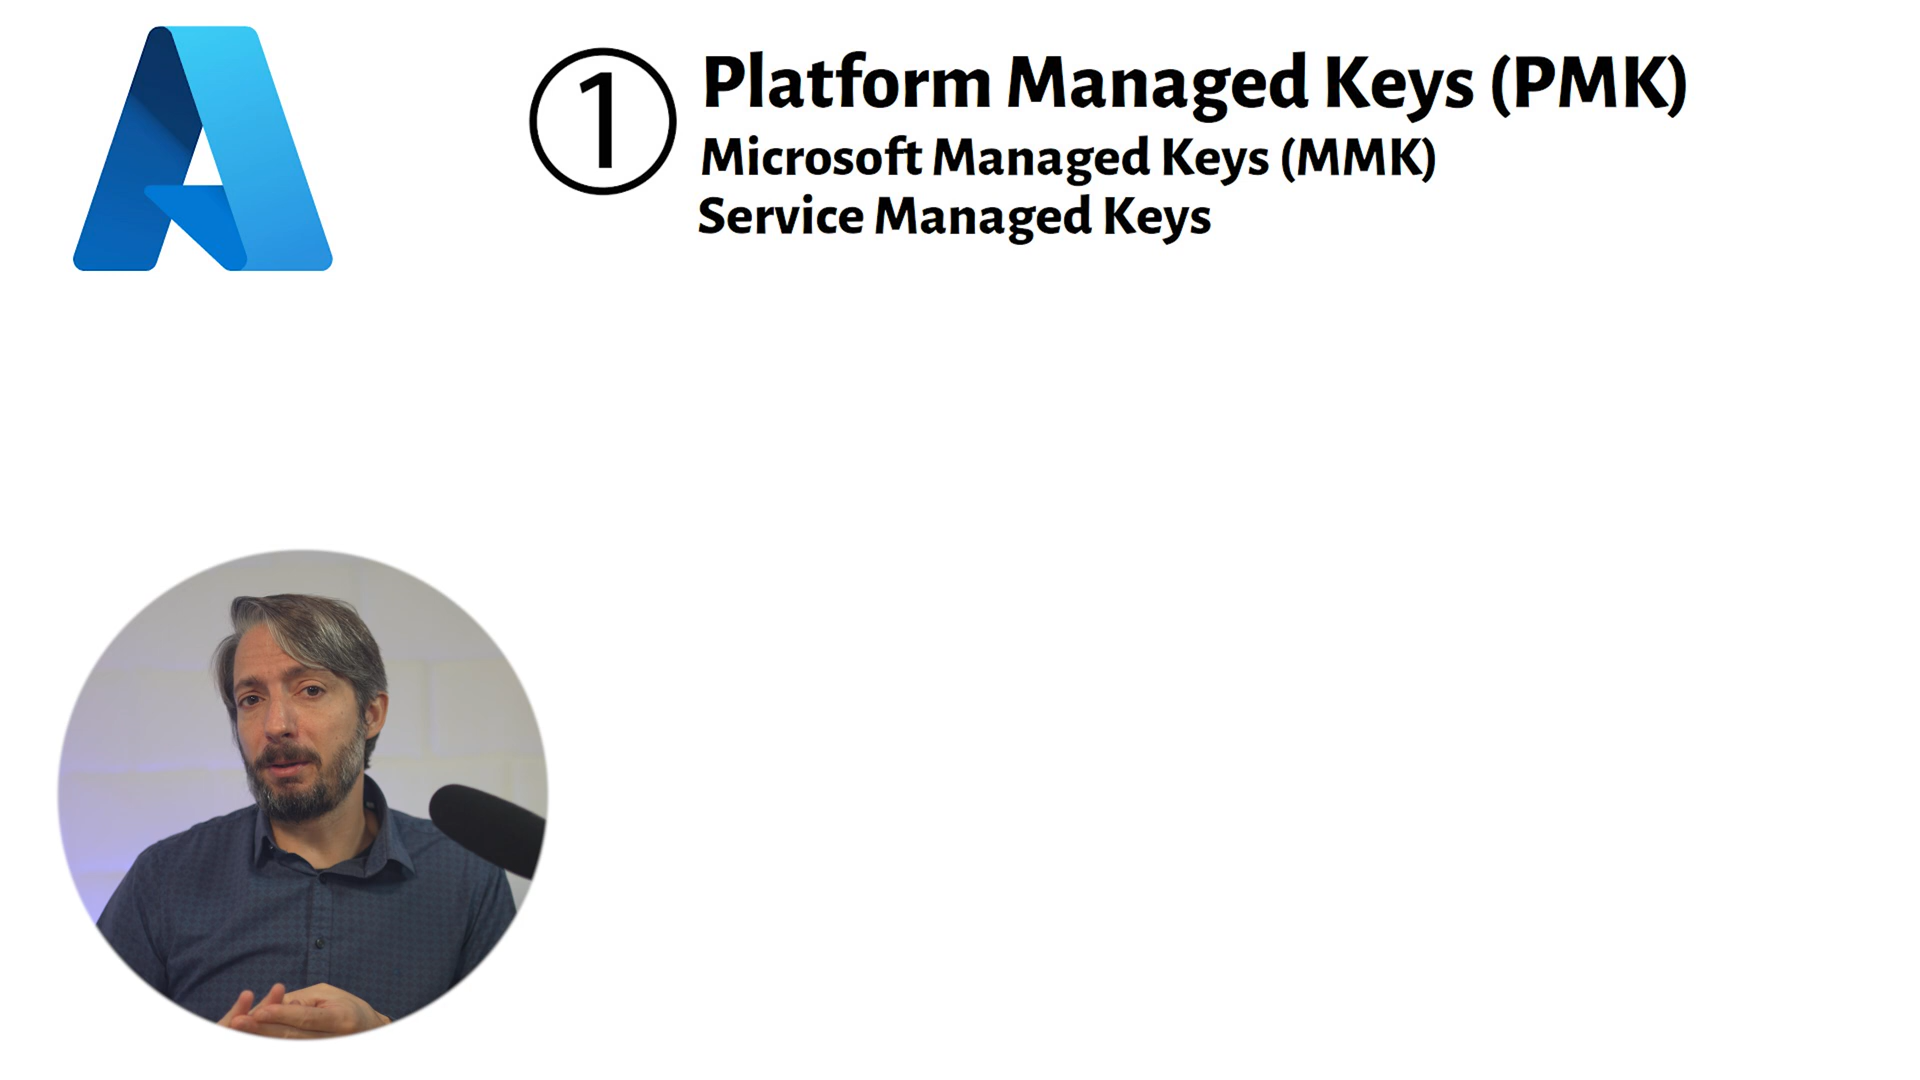 1
Platform Managed Keys (PMK)
Microsoft Managed Keys (MMK)
Service Managed Keys